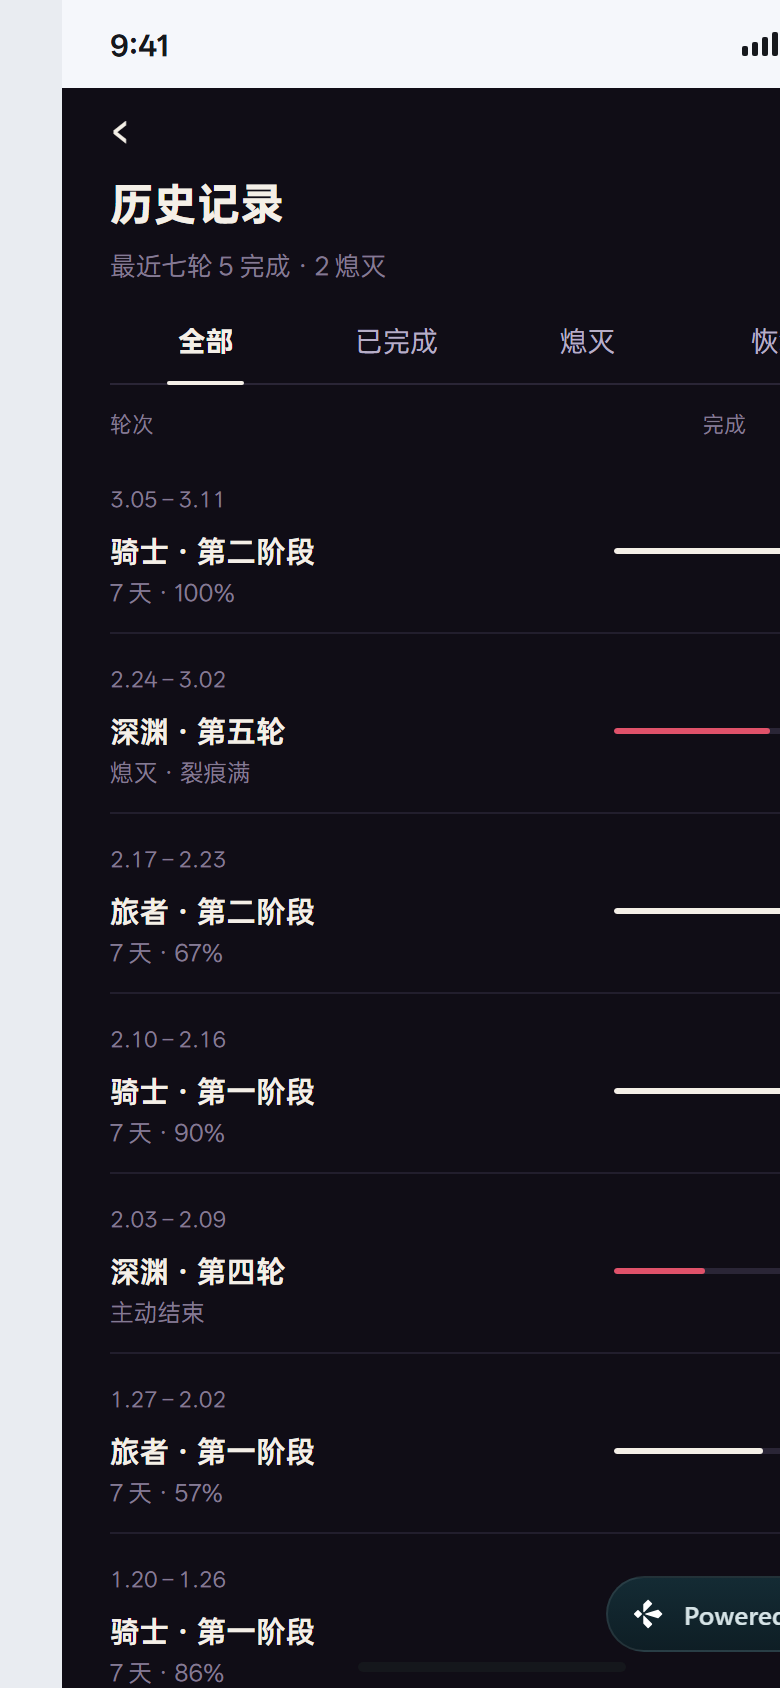 9:41
历史记录
最近七轮 5 完成 · 2 熄灭
全部 已完成 熄灭 恢
轮次 完成
3.05 – 3.11
骑士 · 第二阶段
7 天 · 100%
2.24 – 3.02
深渊 · 第五轮
熄灭 · 裂痕满
2.17 – 2.23
旅者 · 第二阶段
7 天 · 67%
2.10 – 2.16
骑士 · 第一阶段
7 天 · 90%
2.03 – 2.09
深渊 · 第四轮
主动结束
1.27 – 2.02
旅者 · 第一阶段
7 天 · 57%
1.20 – 1.26
骑士 · 第一阶段
7 天 · 86%
Powered